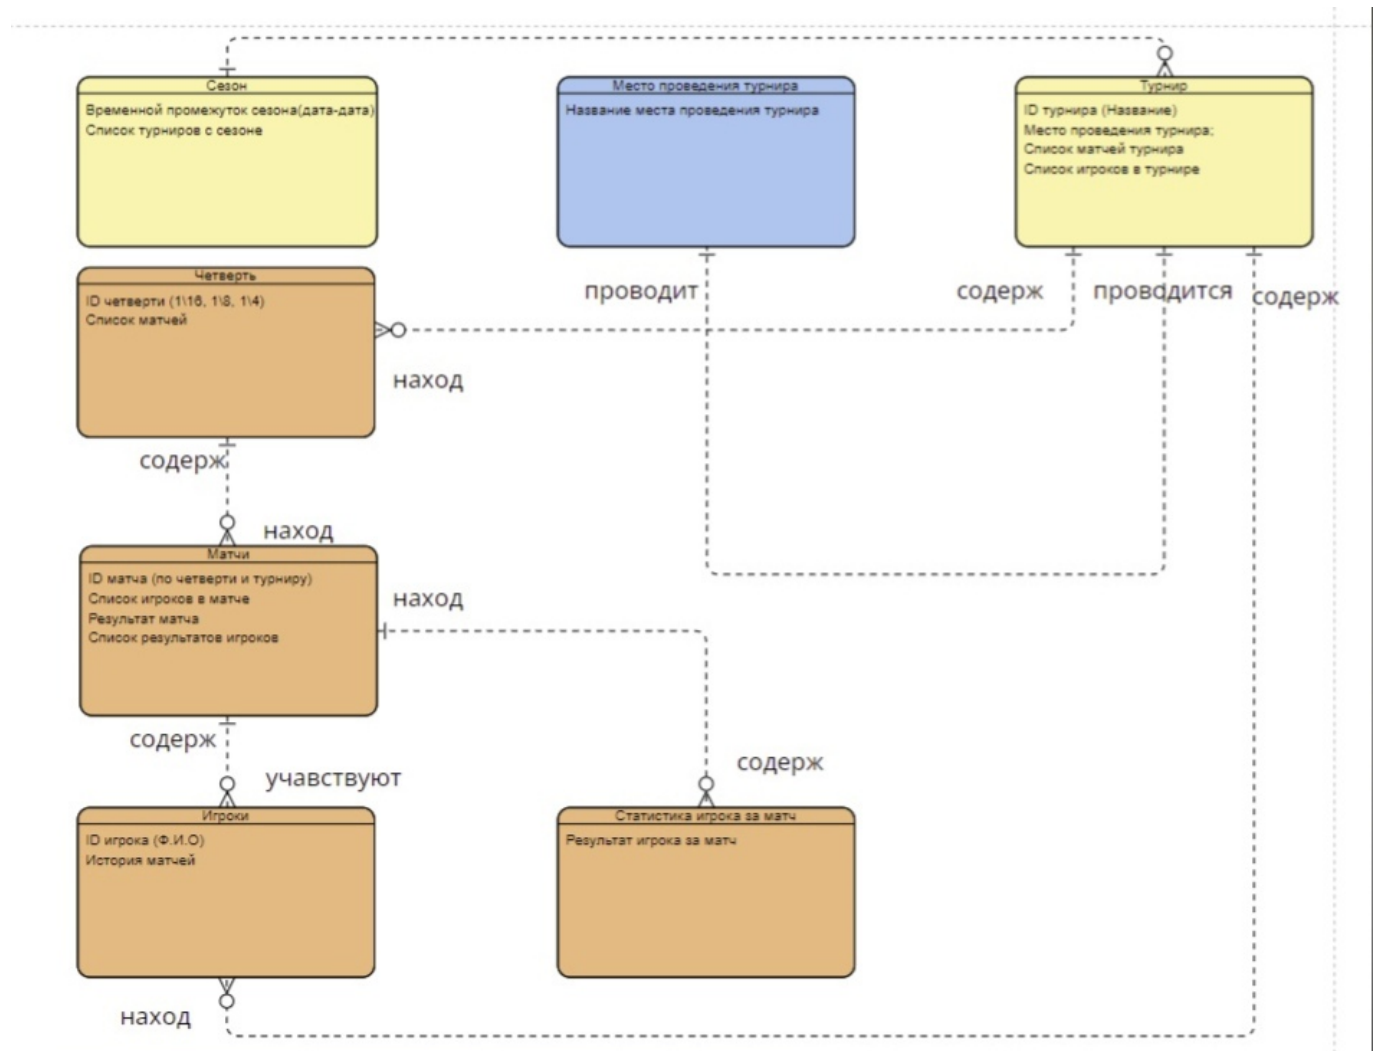 Сезон
Временной промежуток сезона(дата-дата)
Список турниров с сезоне
Место проведения турнира
Название места проведения турнира
Турнир
ID турнира (Название)
Место проведения турнира;
Список матчей турнира
Список игроков в турнире
проводит
содерж
проводится
содерж
Четверть
ID четверти (1\16, 1\8, 1\4)
Список матчей
наход
содерж
наход
Матчи
ID матча (по четверти и турниру)
Список игроков в матче
Результат матча
Список результатов игроков
наход
содерж
учавствуют
содерж
Игроки
ID игрока (Ф.И.О)
История матчей
Статистика игрока за матч
Результат игрока за матч
наход